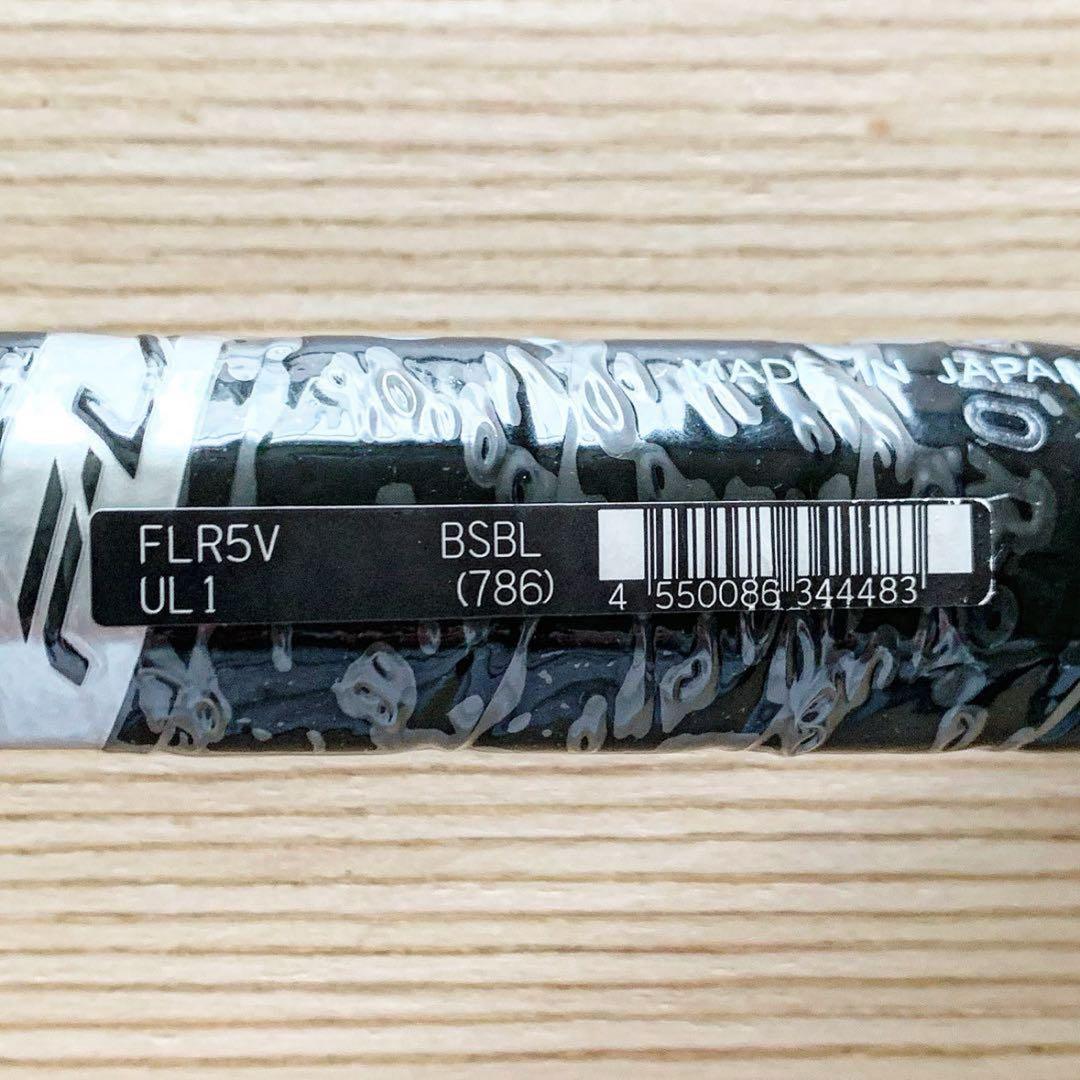 MADE IN JAPAN
FLR5V BSBL
UL1 (786)
4 550086 344483